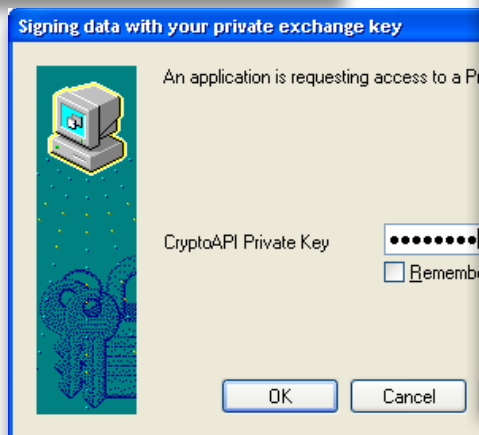 Signing data with your private exchange key
An application is requesting access to a
CryptoAPI Private Key
OK
Cancel